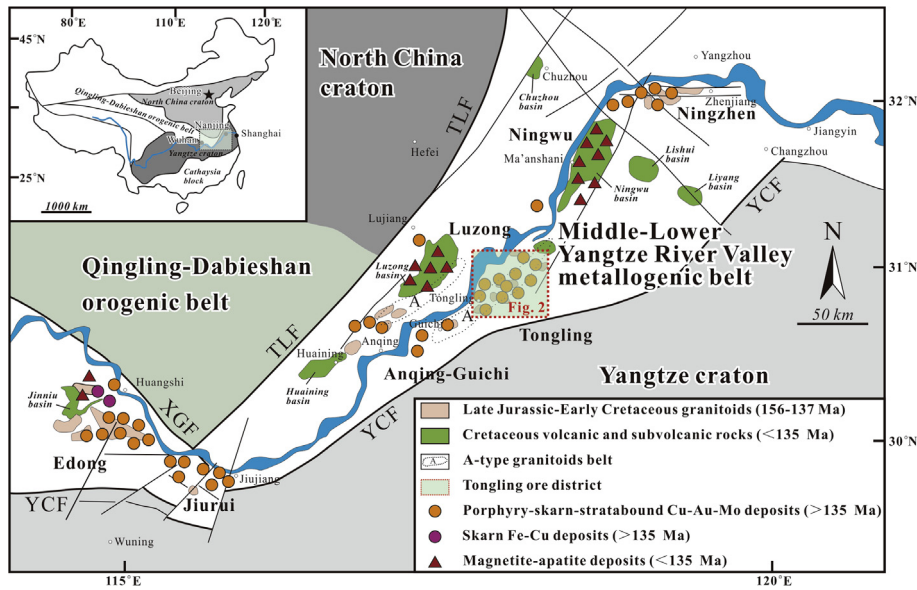 80°E
110°E
120°E
45°N
25°N
Beijing
North China craton
Qingling-Dabieshan orogenic belt
Nanjing
Shanghai
Wuhan
Yangtze craton
Cathaysia
block
1000 km
North China
craton
TLF
Hefei
Lujiang
Chuzhou
Chuzhou
basin
Yangzhou
Zhenjiang
Ningzhen
32°N
Jiangyin
Changzhou
Ningwu
Ma'anshani
Ningwu
basin
Lishui
basin
Liyang
basin
YCF
Qingling-Dabieshan
orogenic belt
Luzong
Luzong
basin
A
Tongling
A
Guichi
Anqing
Middle-Lower
Yangtze River Valley
metallogenic belt
Fig. 2
Tongling
N
50 km
31°N
TLF
Huaining
Huaining
basin
Anqing-Guichi
YCF
Yangtze craton
Jinniu
basin
Huangshi
XGF
Edong
Jiujiang
Jiurui
YCF
Wuning
30°N
Late Jurassic-Early Cretaceous granitoids (156-137 Ma)
Cretaceous volcanic and subvolcanic rocks (<135 Ma)
A
A-type granitoids belt
Tongling ore district
Porphyry-skarn-stratabound Cu-Au-Mo deposits (>135 Ma)
Skarn Fe-Cu deposits (>135 Ma)
Magnetite-apatite deposits (<135 Ma)
115°E
120°E